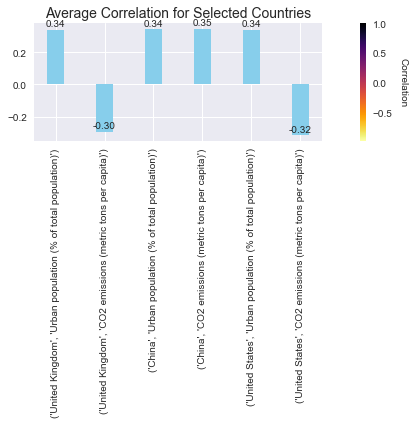 Average Correlation for Selected Countries
0.34
-0.30
0.34
0.35
0.34
-0.32
0.2
0.0
−0.2
('United Kingdom', 'Urban population (% of total population)')
('United Kingdom', 'CO2 emissions (metric tons per capita)')
('China', 'Urban population (% of total population)')
('China', 'CO2 emissions (metric tons per capita)')
('United States', 'Urban population (% of total population)')
('United States', 'CO2 emissions (metric tons per capita)')
1.0
0.5
0.0
−0.5
Correlation